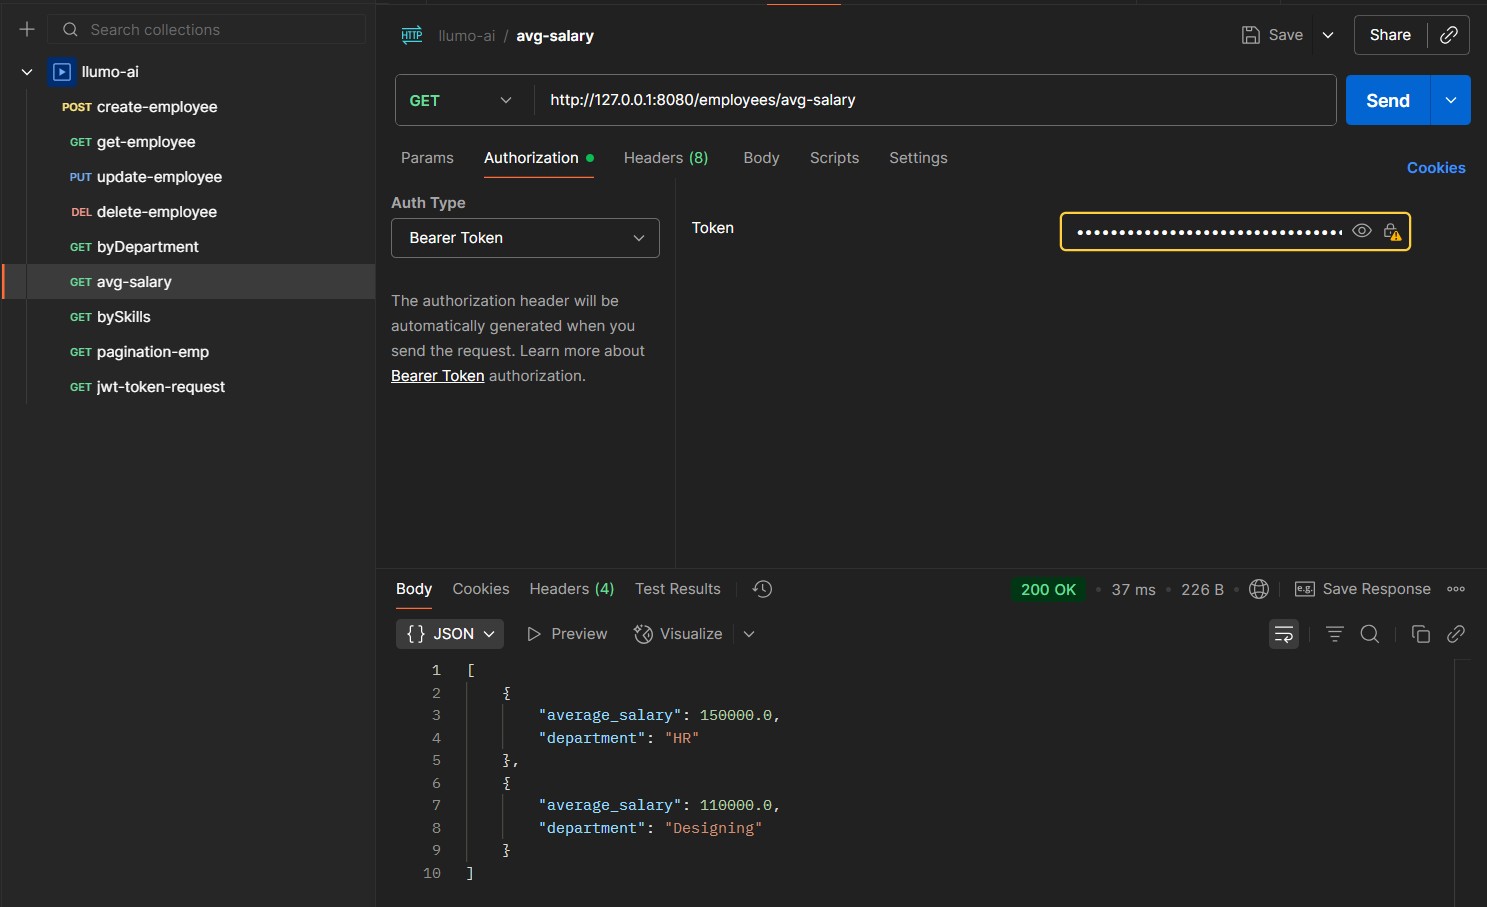 Search collections
llumo-ai
POST create-employee
GET get-employee
PUT update-employee
DEL delete-employee
GET byDepartment
GET avg-salary
GET bySkills
GET pagination-emp
GET jwt-token-request
HTTP llumo-ai / avg-salary
Save
Share
GET http://127.0.0.1:8080/employees/avg-salary
Send
Params Authorization Headers (8) Body Scripts Settings
Cookies
Auth Type
Bearer Token
The authorization header will be
automatically generated when you
send the request. Learn more about
Bearer Token authorization.
Token
Body Cookies Headers (4) Test Results
200 OK • 37 ms • 226 B
e.g. Save Response
{} JSON Preview Visualize
1 [
2 {
3 "average_salary": 150000.0,
4 "department": "HR"
5 },
6 {
7 "average_salary": 110000.0,
8 "department": "Designing"
9 }
10 ]